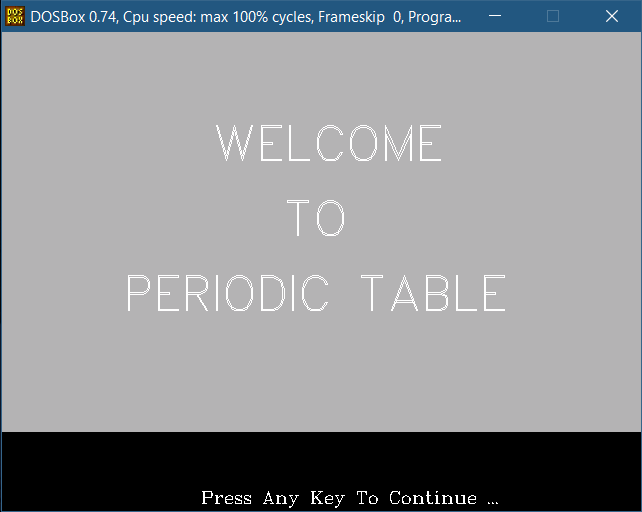 DOSBox 0.74, Cpu speed: max 100% cycles, Frameskip 0, Progra...
WELCOME
TO
PERIODIC TABLE
Press Any Key To Continue ...